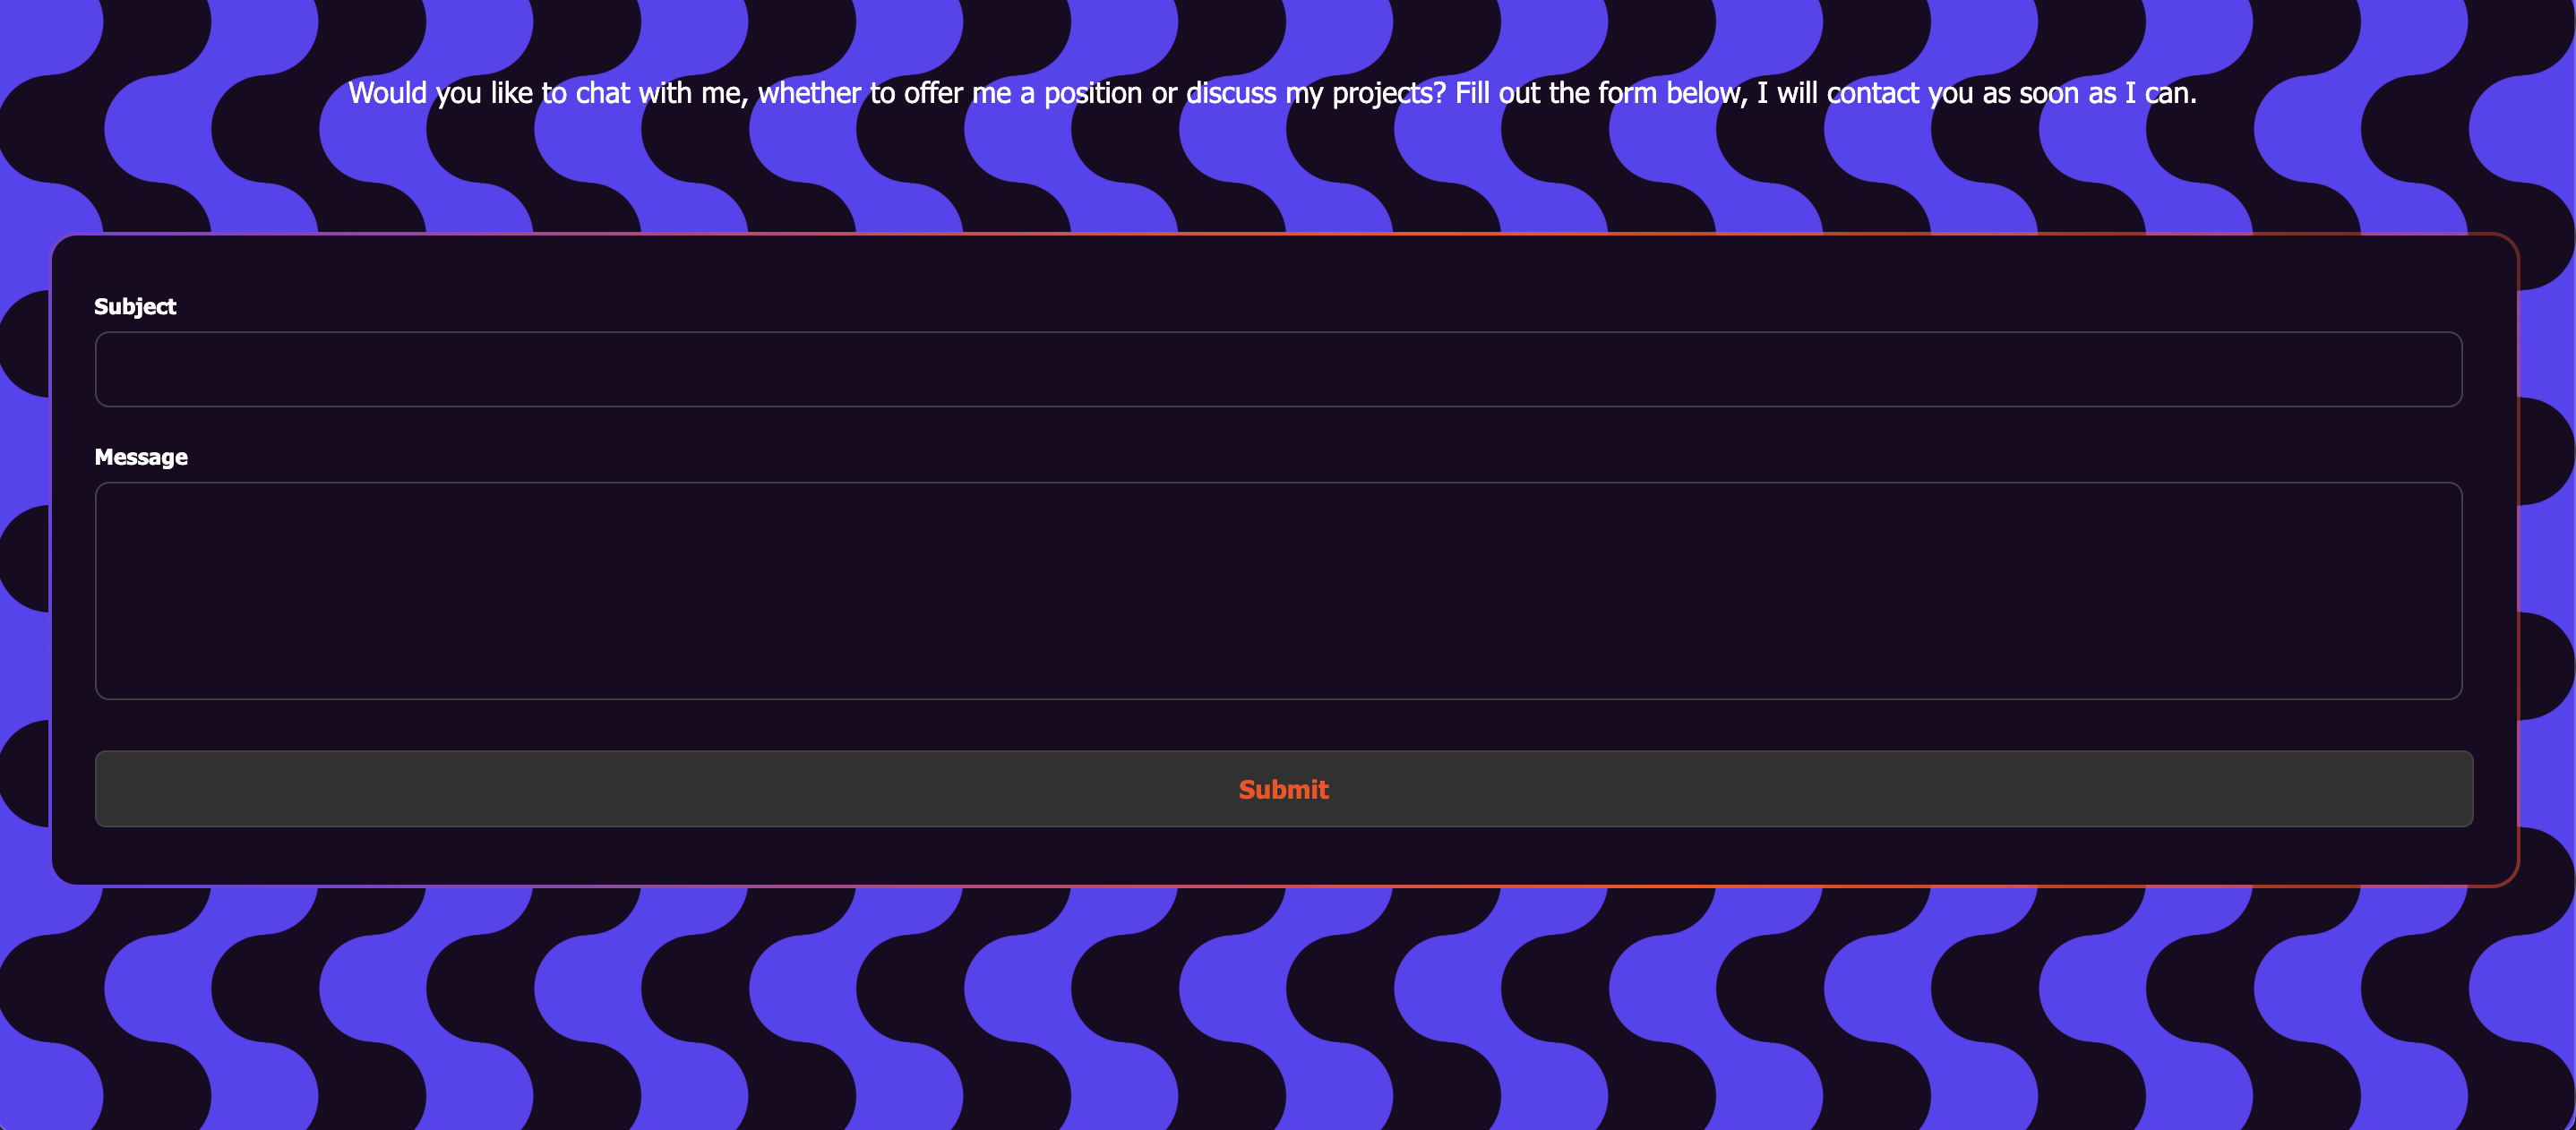 Would you like to chat with me, whether to offer me a position or discuss my projects? Fill out the form below, I will contact you as soon as I can.
Subject
Message
Submit